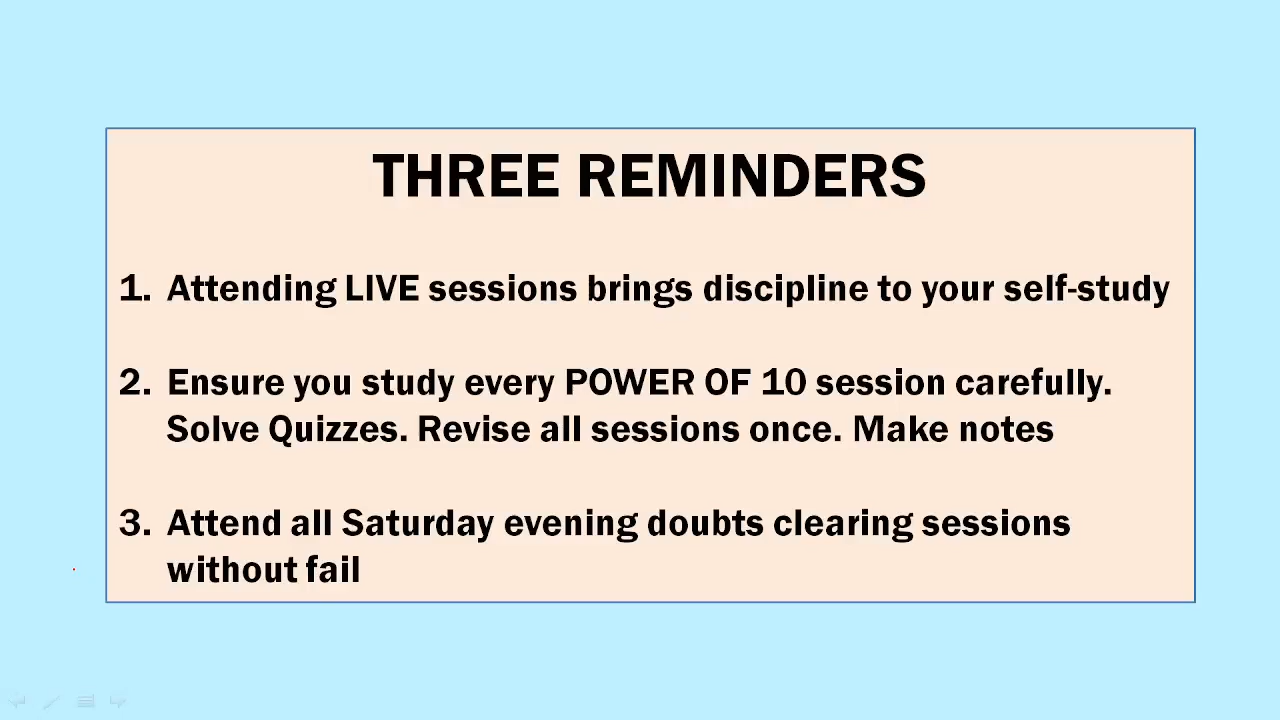 THREE REMINDERS
1. Attending LIVE sessions brings discipline to your self-study
2. Ensure you study every POWER OF 10 session carefully.
Solve Quizzes. Revise all sessions once. Make notes
3. Attend all Saturday evening doubts clearing sessions
without fail